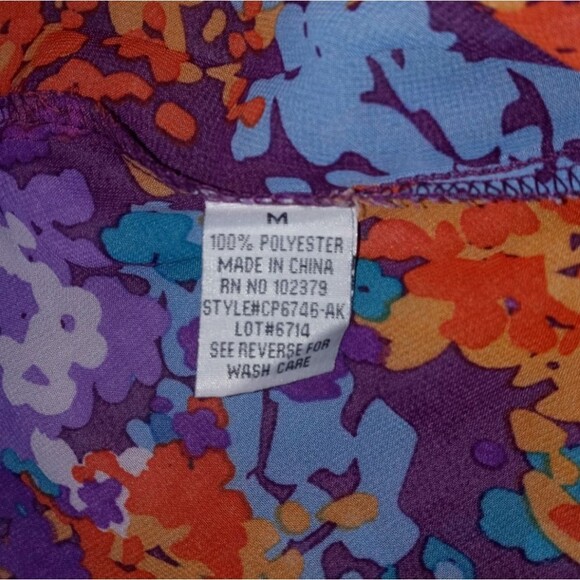 M
100% POLYESTER
MADE IN CHINA
RN NO 102379
STYLE#CP6746-AK
LOT#6714
SEE REVERSE FOR
WASH CARE